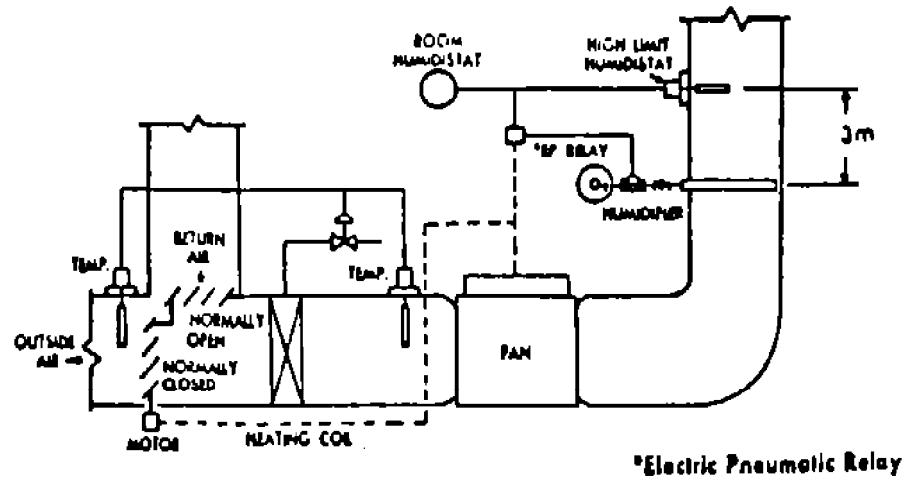 ROOM
HUMIDISTAT
HIGH LIMIT
HUMIDISTAT
3m
*EP RELAY
HUMIDIFIER
RETURN
AIR
TEMP.
TEMP.
NORMALLY
OPEN
OUTSIDE
AIR
FAN
NORMALLY
CLOSED
MOTOR
HEATING COIL
*Electric Pneumatic Relay